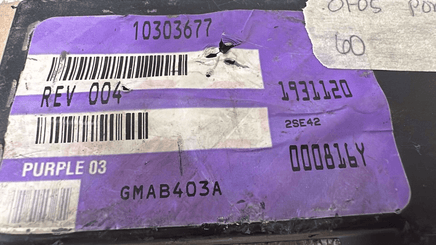 10303677
REV 004
1931120
2SE42
PURPLE 03
GMAB403A
000816Y
60